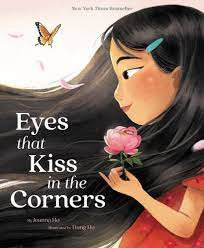 New York Times Bestseller
Eyes
that
Kiss
in the
Corners
By Joanna Ho
Illustrated by Dung Ho